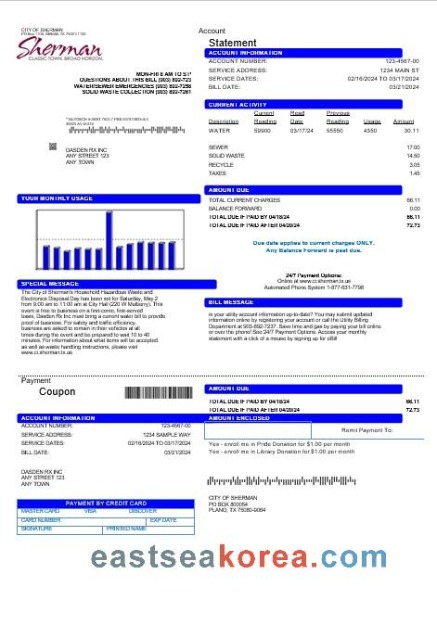 CITY OF SHERMAN
Sherman
CLASSIC TOWN. BROAD HORIZON.
MON-FRI 8 AM TO 5 P
QUESTIONS ABOUT THIS BILL (903) 892-723
WATER/SEWER EMERGENCIES (903) 892-7258
SOLID WASTE COLLECTION (903) 892-7261
DASDEN RX INC
ANY STREET 123
ANY TOWN
Account
Statement
ACCOUNT INFORMATION
ACCOUNT NUMBER: 123-4567-00
SERVICE ADDRESS: 1234 MAIN ST
SERVICE DATES: 02/16/2024 TO 03/17/2024
BILL DATE: 03/21/2024
CURRENT ACTIVITY
Current Read Previous
Description Reading Date Reading Usage Amount
WATER 59900 03/17/24 55550 4350 30.11
SEWER 17.00
SOLID WASTE 14.50
RECYCLE 3.05
TAXES 1.45
AMOUNT DUE
TOTAL CURRENT CHARGES 66.11
BALANCE FORWARD 0.00
TOTAL DUE IF PAID BY 04/18/24 66.11
TOTAL DUE IF PAID AFTER 04/20/24 72.73
Due date applies to current charges ONLY.
Any Balance Forward is past due.
24/7 Payment Options:
Online at www.ci.sherman.tx.us
Automated Phone System 1-877-831-7798
YOUR MONTHLY USAGE
SPECIAL MESSAGE
The City of Sherman's Household Hazardous Waste and
Electronics Disposal Day has been set for Saturday, May 2
from 9:00 am to 11:00 am at City Hall (220 W Mulberry). This
event is free to business on a first-come, first-served
basis. Dasden Rx Inc must bring a current water bill to provide
proof of business. For safety and traffic efficiency,
businesses are asked to remain in their vehicles at all
times during the event and be prepared to wait 10 to 40
minutes. For information about what items will be accepted
as well as waste handling instructions, please visit
www.ci.sherman.tx.us
BILL MESSAGE
is your utility account information up-to-date? You may submit updated
information online by registering your account or call the Utility Billing
Department at 903-892-7237. Save time and gas by paying your bill online
or over the phone! See 24/7 Payment Options. Access your monthly
statement with a click of a mouse by signing up for eBill!
Payment
Coupon
AMOUNT DUE
TOTAL DUE IF PAID BY 04/18/24 66.11
TOTAL DUE IF PAID AFTER 04/20/24 72.73
AMOUNT ENCLOSED
Remit Payment To:
Yes - enroll me in Pride Donation for $1.00 per month
Yes - enroll me in Library Donation for $1.00 per month
ACCOUNT INFORMATION
ACCOUNT NUMBER: 123-4567-00
SERVICE ADDRESS: 1234 SAMPLE WAY
SERVICE DATES: 02/16/2024 TO 03/17/2024
BILL DATE: 03/21/2024
DASDEN RX INC
ANY STREET 123
ANY TOWN
CITY OF SHERMAN
PO BOX 800084
PLANO, TX 75080-9084
PAYMENT BY CREDIT CARD
MASTERCARD VISA DISCOVER
CARD NUMBER EXP DATE
SIGNATURE PRINTED NAME
eastseakorea.com